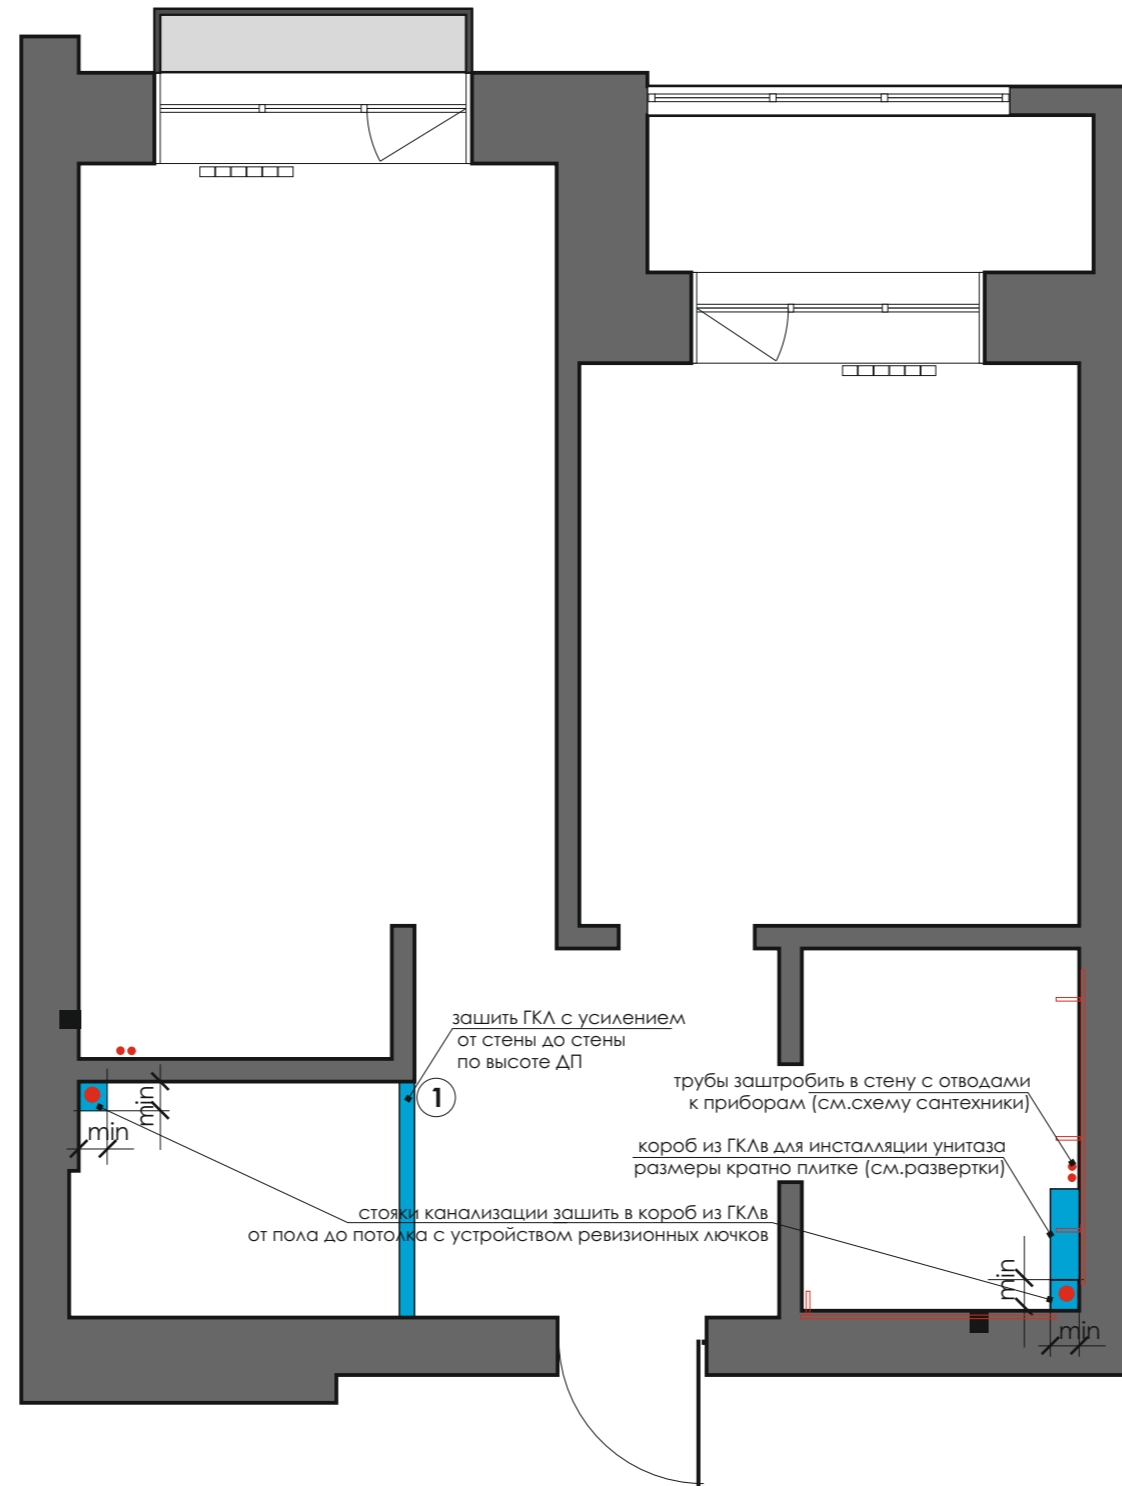 зашить ГКЛ с усилением
от стены до стены
по высоте ДП
1
трубы заштробить в стену с отводами
к приборам (см.схему сантехники)
min
min
короб из ГКЛв для инсталляции унитаза
размеры кратно плитке (см.развертки)
стояки канализации зашить в короб из ГКЛв
от пола до потолка с устройством ревизионных лючков
min
min